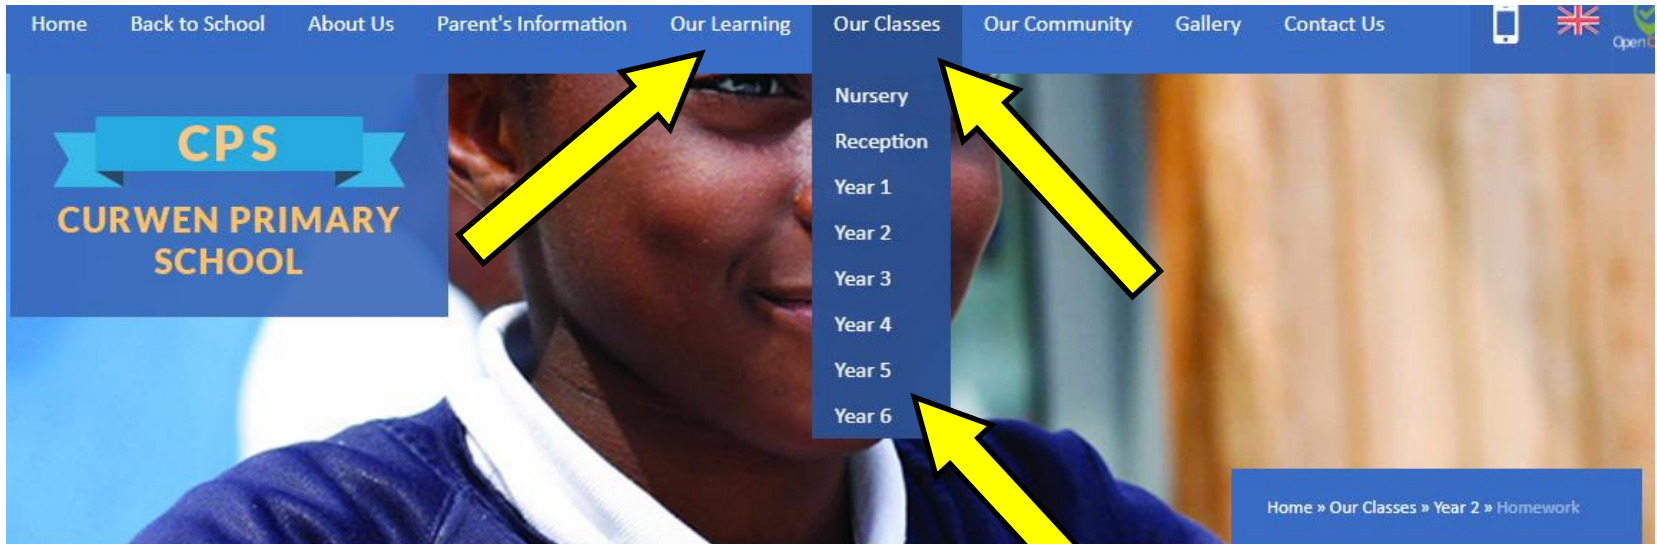 Home Back to School About Us Parent's Information Our Learning Our Classes Our Community Gallery Contact Us
Open
CPS
CURWEN PRIMARY
SCHOOL
Nursery
Reception
Year 1
Year 2
Year 3
Year 4
Year 5
Year 6
Home » Our Classes » Year 2 » Homework